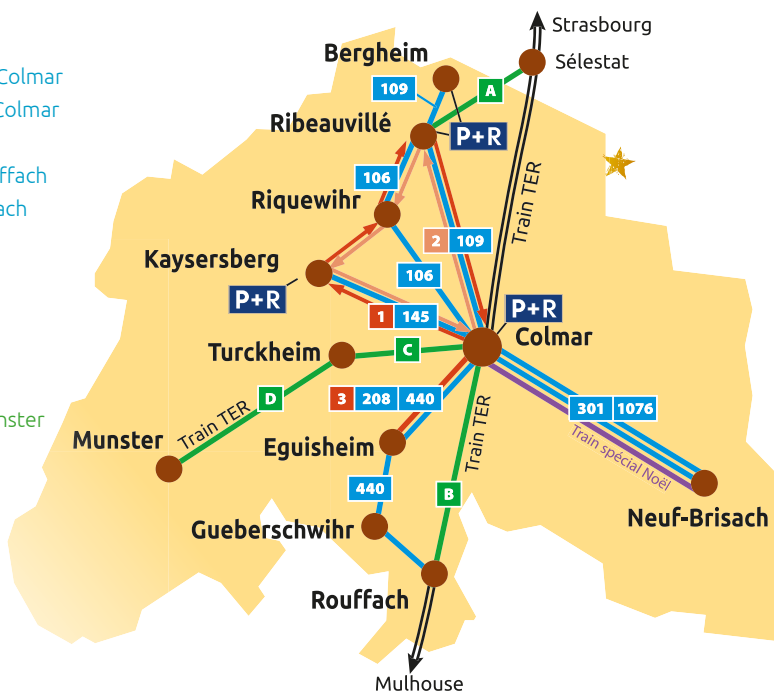 Strasbourg
Sélestat
Bergheim
Colmar
Colmar
109
A
Ribeauvillé
P+R
Train TER
ffach
ach
106
Riquewihr
2 109
Kaysersberg
106
P+R
P+R
1 145
Colmar
Turckheim
C
D
3 208 440
301 1076
Train TER
Train TER
Munster
nster
Eguisheim
Train spécial Noël
440
B
Neuf-Brisach
Gueberschwihr
Rouffach
Mulhouse